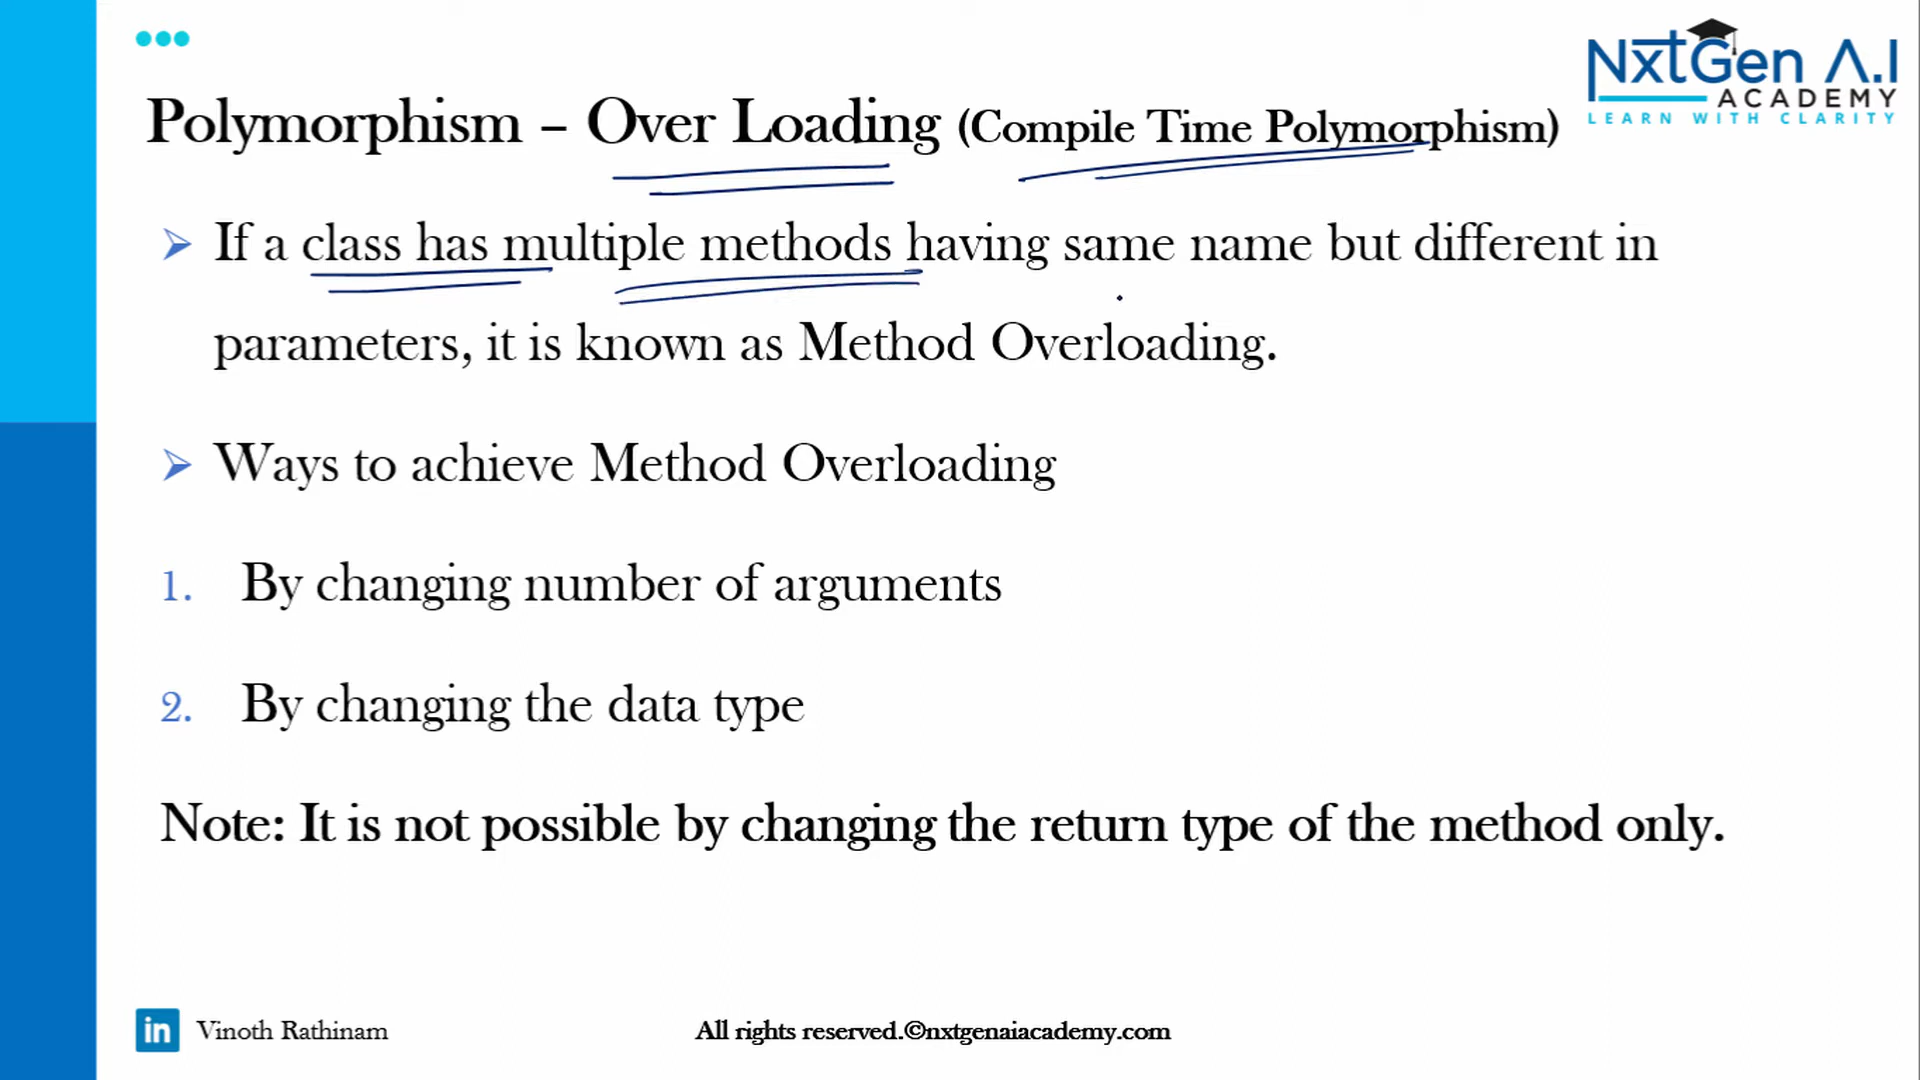 NxtGen A.I
ACADEMY
LEARN WITH CLARITY
Polymorphism – Over Loading (Compile Time Polymorphism)
If a class has multiple methods having same name but different in
parameters, it is known as Method Overloading.
Ways to achieve Method Overloading
1. By changing number of arguments
2. By changing the data type
Note: It is not possible by changing the return type of the method only.
in Vinoth Rathinam
All rights reserved.©nxtgenaiacademy.com